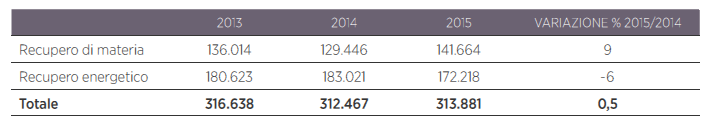 2013 2014 2015 VARIAZIONE % 2015/2014
Recupero di materia 136.014 129.446 141.664 9
Recupero energetico 180.623 183.021 172.218 -6
Totale 316.638 312.467 313.881 0,5